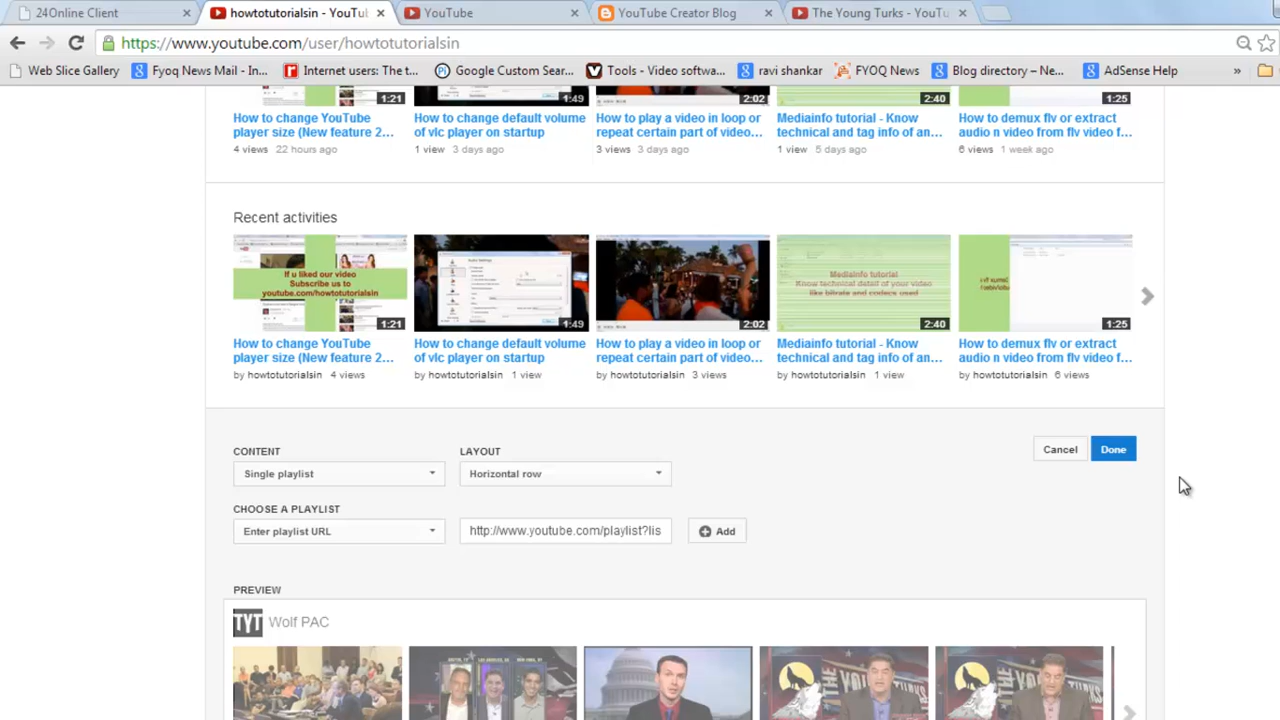 24Online Client
howtotutorialsin - YouTu
YouTube
YouTube Creator Blog
The Young Turks - YouTu
https://www.youtube.com/user/howtotutorialsin
Web Slice Gallery
Fyoq News Mail - In...
Internet users: The t...
Google Custom Sear...
Tools - Video softwa...
ravi shankar
FYOQ News
Blog directory – Ne...
AdSense Help
»
1:21
1:49
2:02
2:40
1:25
How to change YouTube
player size (New feature 2...
4 views 22 hours ago
How to change default volume
of vlc player on startup
1 view 3 days ago
How to play a video in loop or
repeat certain part of video...
3 views 3 days ago
Mediainfo tutorial - Know
technical and tag info of an...
1 view 5 days ago
How to demux flv or extract
audio n video from flv video f...
6 views 1 week ago
Recent activities
If u liked our video
Subscribe us to
youtube.com/howtotutorialsin
1:21
1:49
2:02
Mediainfo tutorial
Know technical detail of your video
like bitrate and codecs used
2:40
1:25
How to change YouTube
player size (New feature 2...
by howtotutorialsin 4 views
How to change default volume
of vlc player on startup
by howtotutorialsin 1 view
How to play a video in loop or
repeat certain part of video...
by howtotutorialsin 3 views
Mediainfo tutorial - Know
technical and tag info of an...
by howtotutorialsin 1 view
How to demux flv or extract
audio n video from flv video f...
by howtotutorialsin 6 views
CONTENT
LAYOUT
Cancel
Done
Single playlist
Horizontal row
CHOOSE A PLAYLIST
Enter playlist URL
http://www.youtube.com/playlist?lis
Add
PREVIEW
TYT Wolf PAC